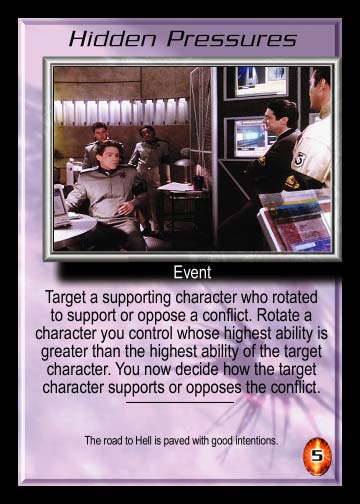 Hidden Pressures
3
Event
Target a supporting character who rotated
to support or oppose a conflict. Rotate a
character you control whose highest ability is
greater than the highest ability of the target
character. You now decide how the target
character supports or opposes the conflict.
The road to Hell is paved with good intentions.
5